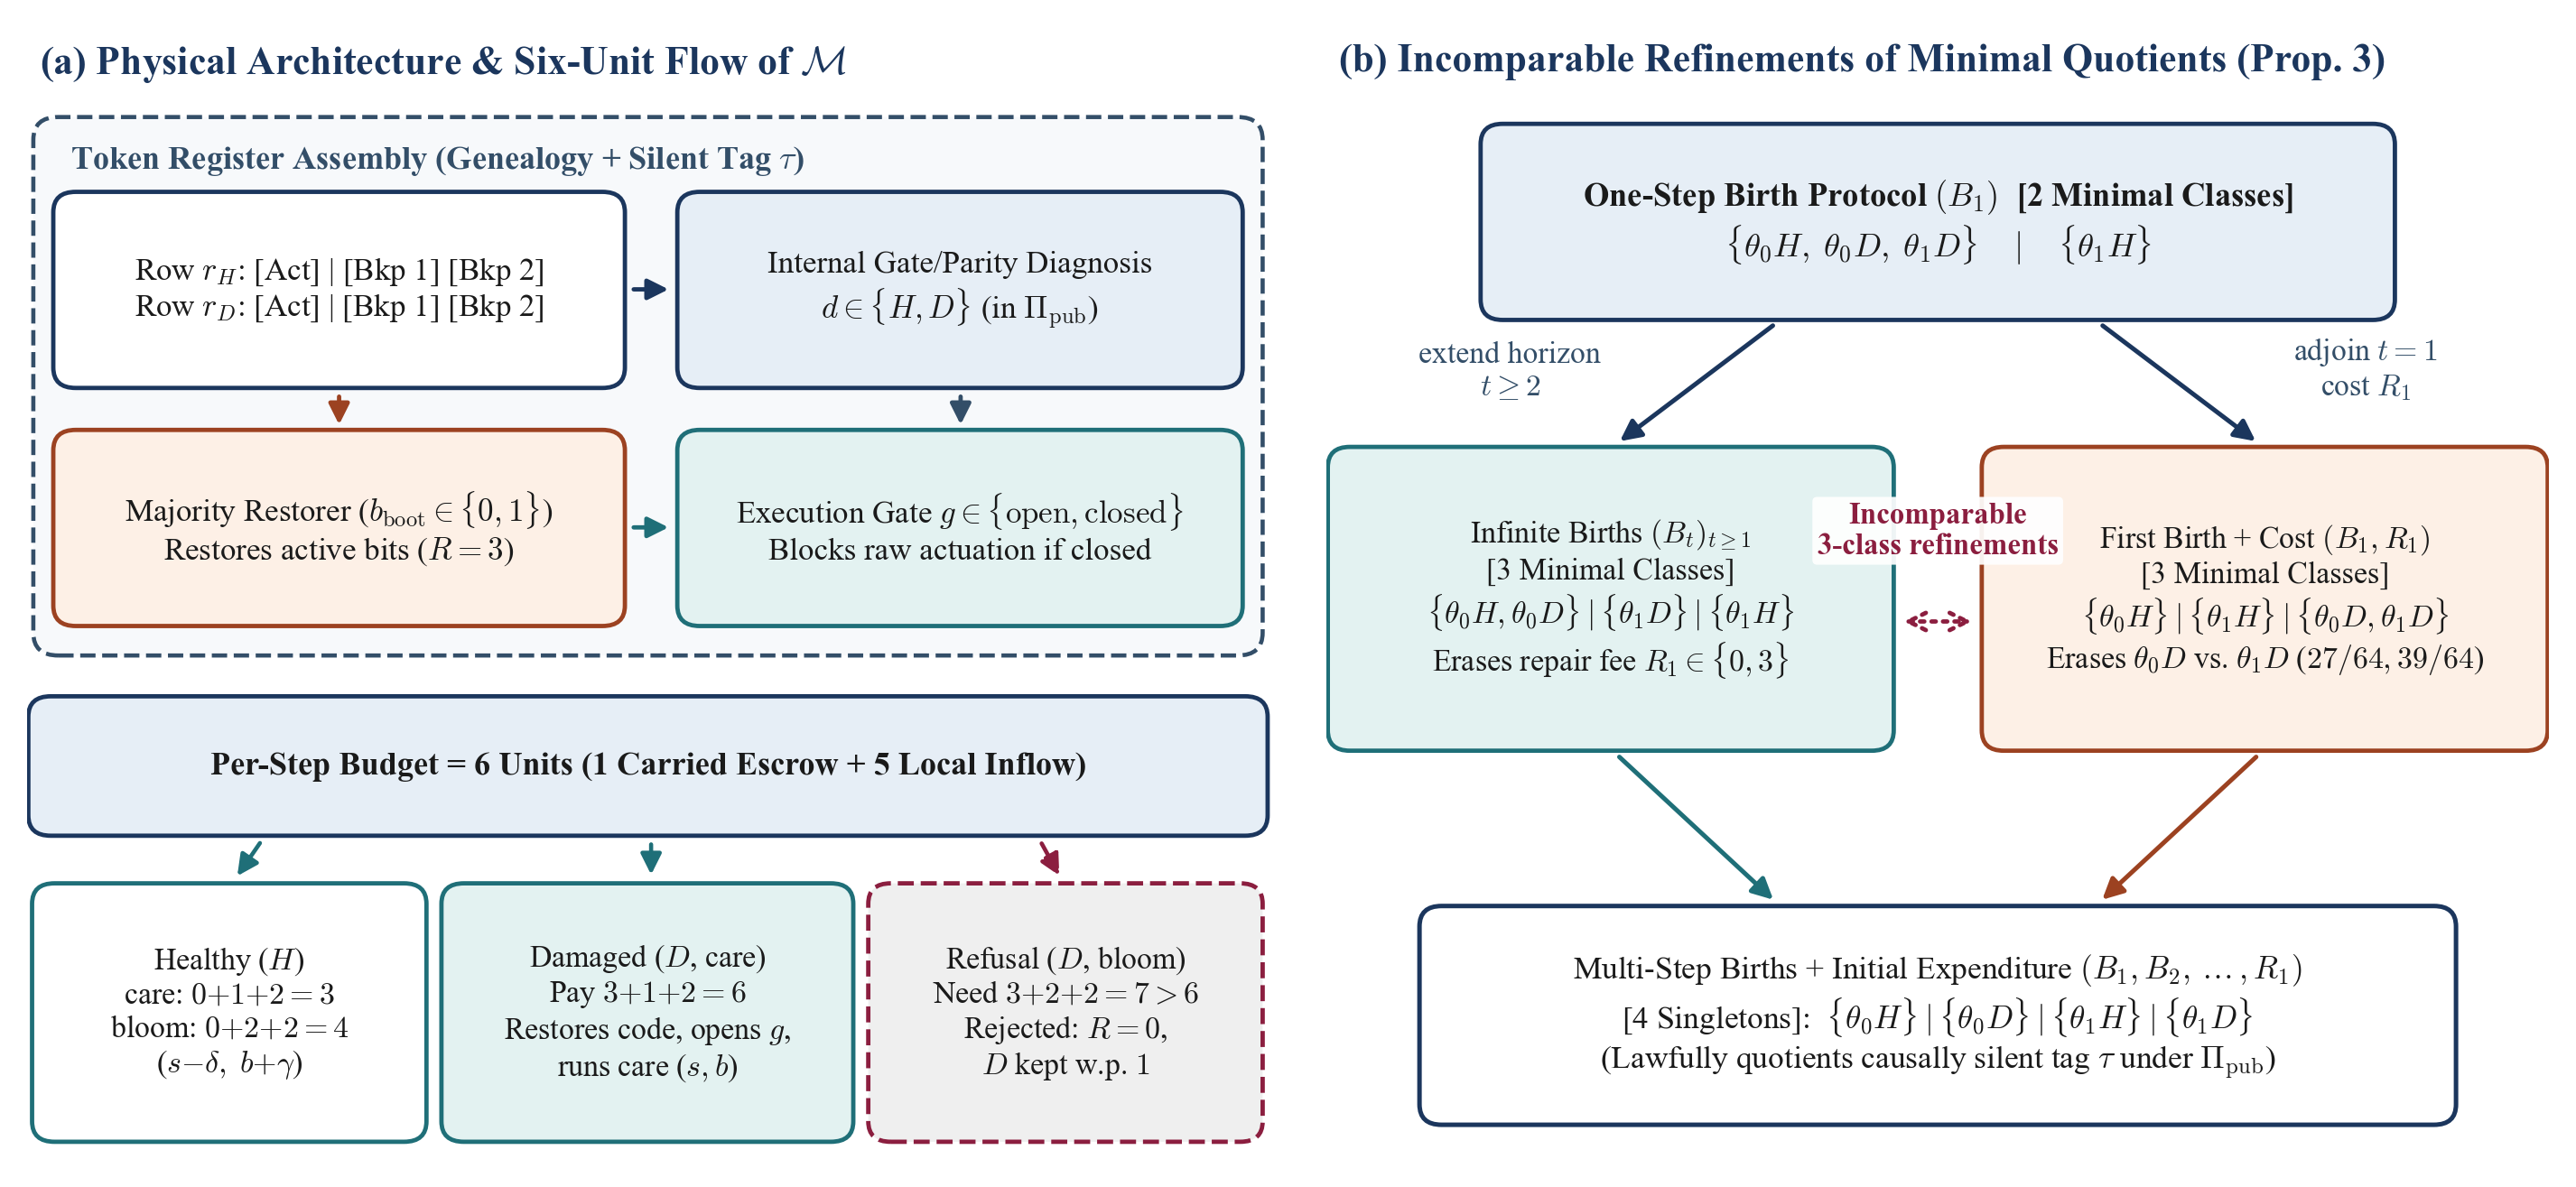 (a) Physical Architecture & Six-Unit Flow of ℳ
Token Register Assembly (Genealogy + Silent Tag τ)
Row r_H: [Act] | [Bkp 1] [Bkp 2]
Row r_D: [Act] | [Bkp 1] [Bkp 2]
Internal Gate/Parity Diagnosis
d ∈ {H, D} (in Π_pub)
Majority Restorer (b_boot ∈ {0, 1})
Restores active bits (R = 3)
Execution Gate g ∈ {open, closed}
Blocks raw actuation if closed
Per-Step Budget = 6 Units (1 Carried Escrow + 5 Local Inflow)
Healthy (H)
care: 0+1+2 = 3
bloom: 0+2+2 = 4
(s−δ, b+γ)
Damaged (D, care)
Pay 3+1+2 = 6
Restores code, opens g,
runs care (s, b)
Refusal (D, bloom)
Need 3+2+2 = 7 > 6
Rejected: R = 0,
D kept w.p. 1
(b) Incomparable Refinements of Minimal Quotients (Prop. 3)
One-Step Birth Protocol (B₁) [2 Minimal Classes]
{θ₀H, θ₀D, θ₁D} | {θ₁H}
extend horizon
t ≥ 2
adjoin t = 1
cost R₁
Infinite Births (B_t)_{t ≥ 1}
[3 Minimal Classes]
{θ₀H, θ₀D} | {θ₁D} | {θ₁H}
Erases repair fee R₁ ∈ {0, 3}
Incomparable
3-class refinements
First Birth + Cost (B₁, R₁)
[3 Minimal Classes]
{θ₀H} | {θ₁H} | {θ₀D, θ₁D}
Erases θ₀D vs. θ₁D (27/64, 39/64)
Multi-Step Births + Initial Expenditure (B₁, B₂, …, R₁)
[4 Singletons]: {θ₀H} | {θ₀D} | {θ₁H} | {θ₁D}
(Lawfully quotients causally silent tag τ under Π_pub)